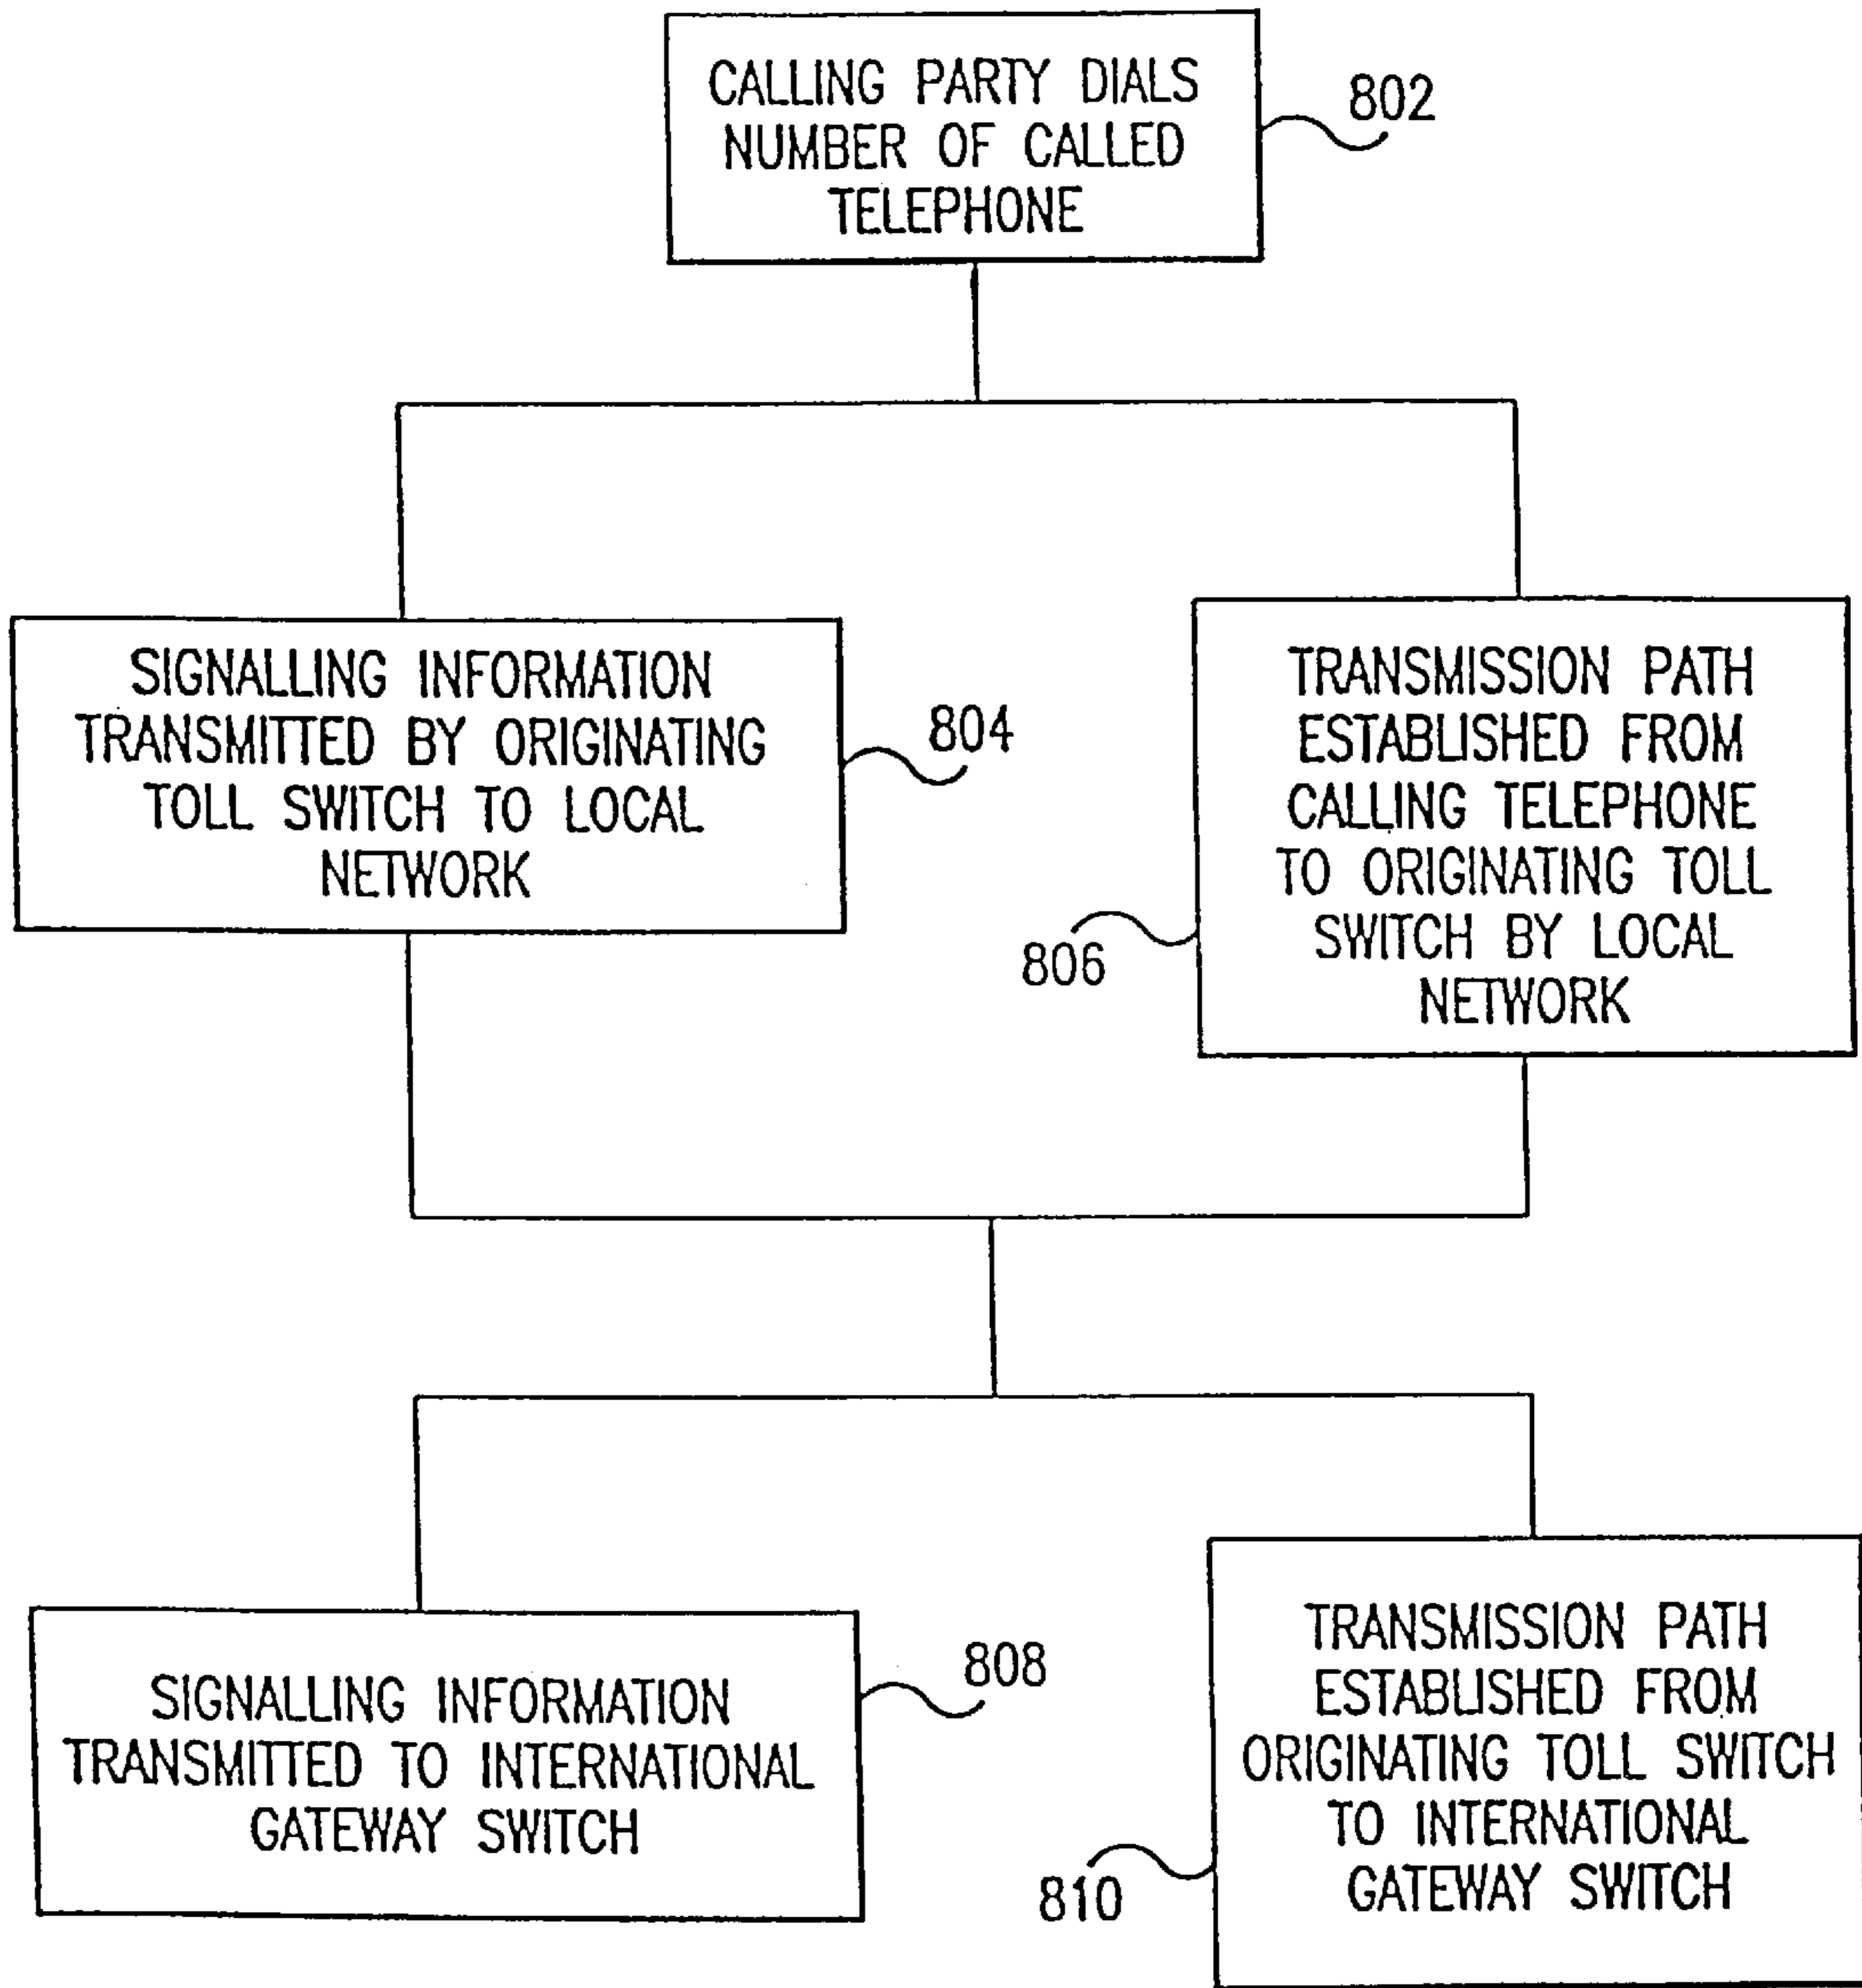 CALLING PARTY DIALS
NUMBER OF CALLED
TELEPHONE
802
SIGNALLING INFORMATION
TRANSMITTED BY ORIGINATING
TOLL SWITCH TO LOCAL
NETWORK
804
TRANSMISSION PATH
ESTABLISHED FROM
CALLING TELEPHONE
TO ORIGINATING TOLL
SWITCH BY LOCAL
NETWORK
806
SIGNALLING INFORMATION
TRANSMITTED TO INTERNATIONAL
GATEWAY SWITCH
808
TRANSMISSION PATH
ESTABLISHED FROM
ORIGINATING TOLL SWITCH
TO INTERNATIONAL
GATEWAY SWITCH
810